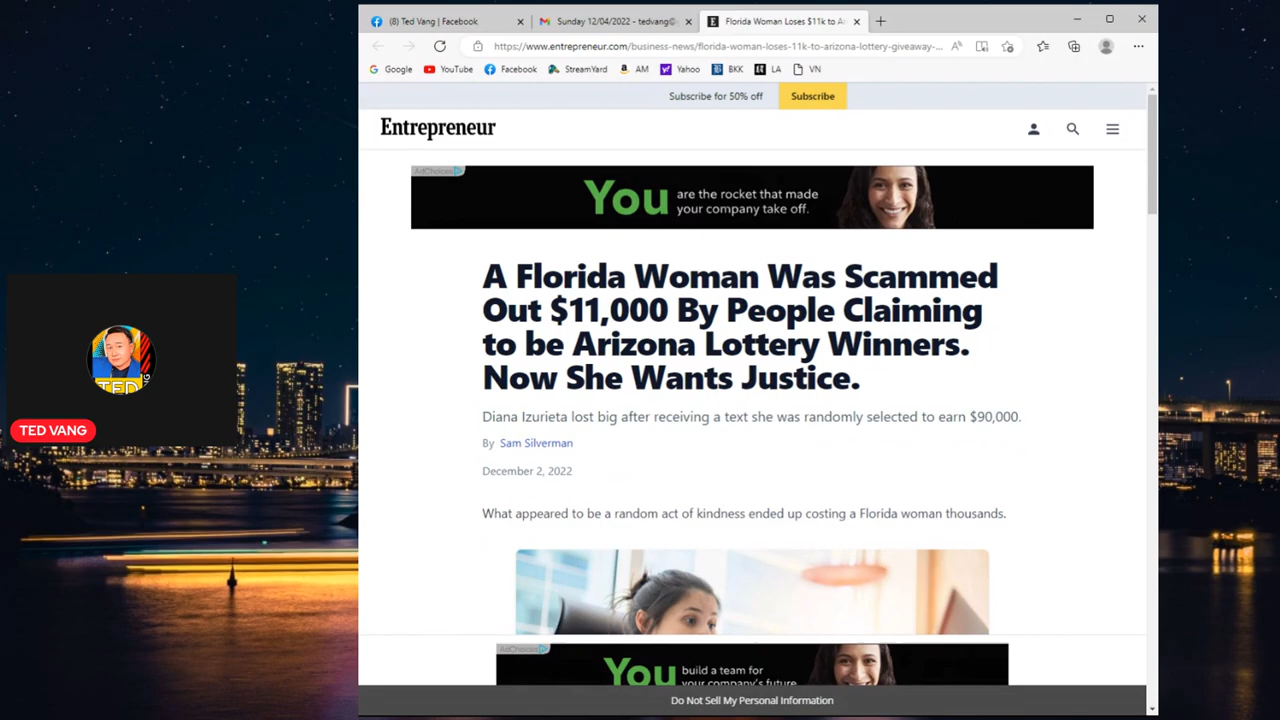 (8) Ted Vang | Facebook
Sunday 12/04/2022 - tedvang@
Florida Woman Loses $11k to A
https://www.entrepreneur.com/business-news/florida-woman-loses-11k-to-arizona-lottery-giveaway-...
Google YouTube Facebook StreamYard AM Yahoo BKK LA VN
Subscribe for 50% off Subscribe
Entrepreneur
AdChoices
You are the rocket that made
your company take off.
A Florida Woman Was Scammed
Out $11,000 By People Claiming
to be Arizona Lottery Winners.
Now She Wants Justice.
Diana Izurieta lost big after receiving a text she was randomly selected to earn $90,000.
By Sam Silverman
December 2, 2022
What appeared to be a random act of kindness ended up costing a Florida woman thousands.
AdChoices
You build a team for
your company's future
Do Not Sell My Personal Information
TED
TED VANG